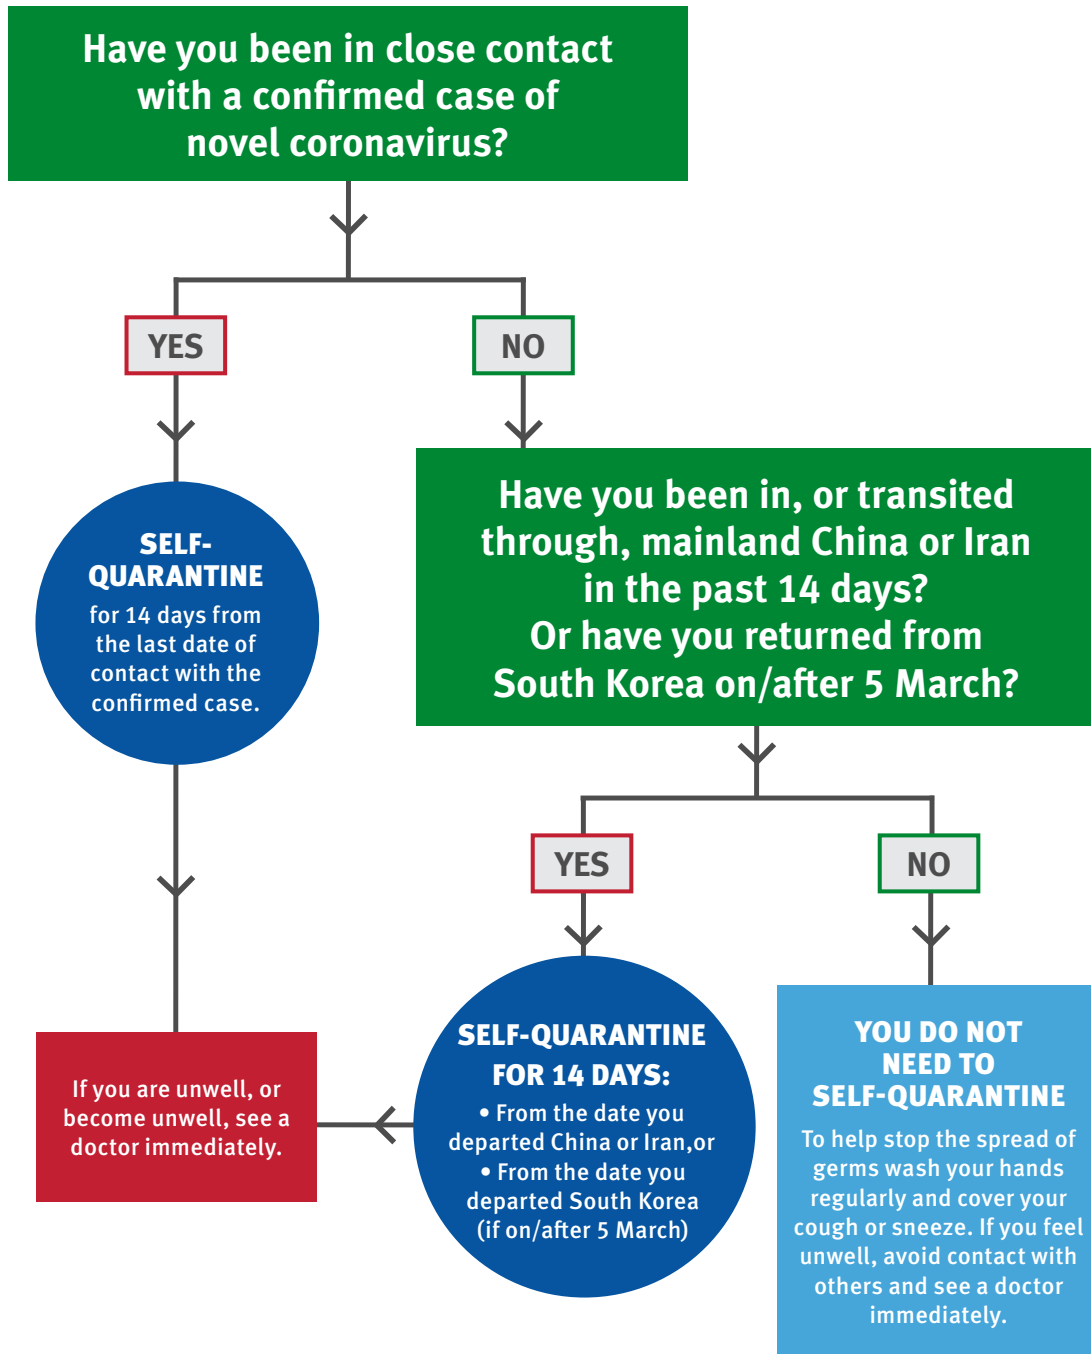 Have you been in close contact
with a confirmed case of
novel coronavirus?
YES
NO
SELF-
QUARANTINE
for 14 days from
the last date of
contact with the
confirmed case.
Have you been in, or transited
through, mainland China or Iran
in the past 14 days?
Or have you returned from
South Korea on/after 5 March?
YES
NO
If you are unwell, or
become unwell, see a
doctor immediately.
SELF-QUARANTINE
FOR 14 DAYS:
• From the date you
departed China or Iran,or
• From the date you
departed South Korea
(if on/after 5 March)
YOU DO NOT
NEED TO
SELF-QUARANTINE
To help stop the spread of
germs wash your hands
regularly and cover your
cough or sneeze. If you feel
unwell, avoid contact with
others and see a doctor
immediately.